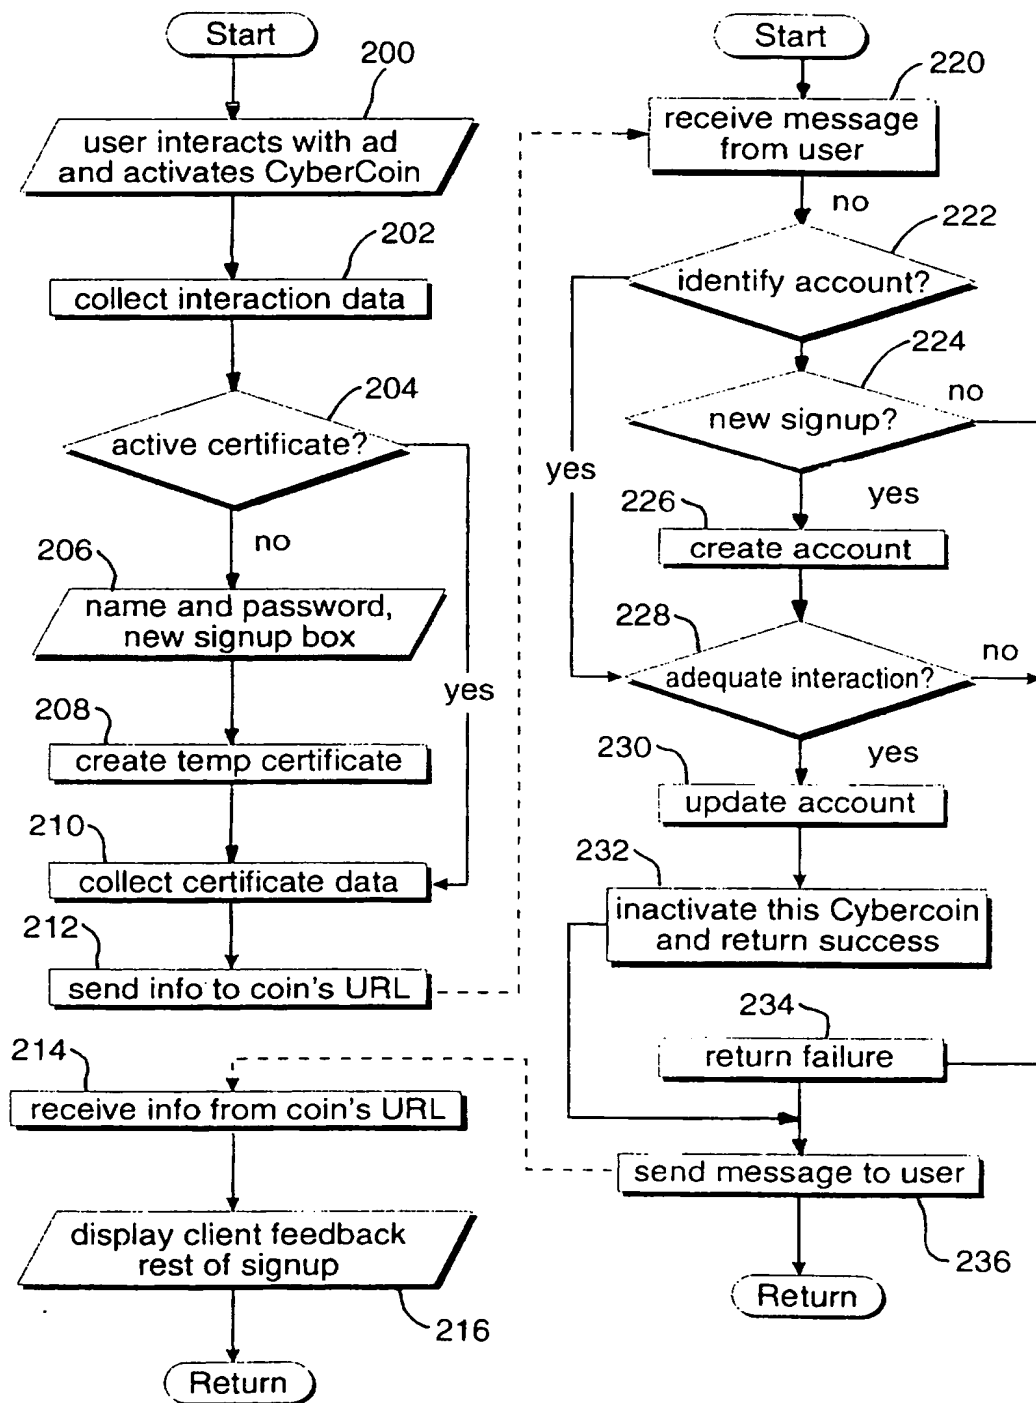 Start
200
user interacts with ad
and activates CyberCoin
202
collect interaction data
204
active certificate?
no
206
name and password,
new signup box
yes
208
create temp certificate
210
collect certificate data
212
send info to coin's URL
214
receive info from coin's URL
display client feedback
rest of signup
216
Return
Start
220
receive message
from user
no
222
identify account?
224
no
new signup?
yes
yes
226
create account
228
no
adequate interaction?
230
yes
update account
232
inactivate this Cybercoin
and return success
234
return failure
send message to user
236
Return